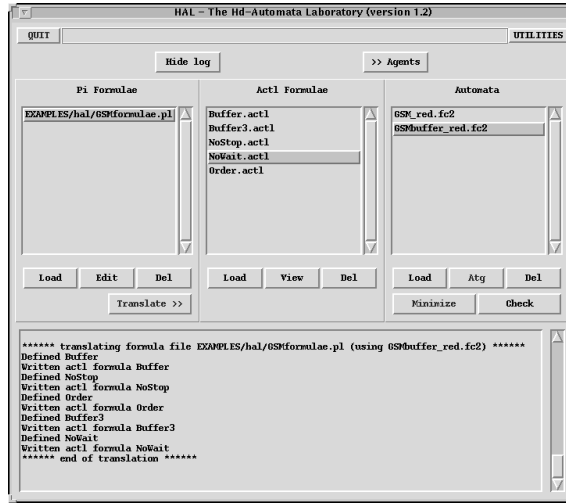 HAL - The Hd-Automata Laboratory (version 1.2)
QUIT UTILITIES
Hide log >> Agents
Pi Formulae Actl Formulae Automata
EXAMPLES/hal/GSMformulae.pl
Buffer.actl
Buffer3.actl
NoStop.actl
NoWait.actl
Order.actl
GSM_red.fc2
GSMbuffer_red.fc2
Load Edit Del Load View Del Load Atg Del
Translate >> Minimize Check
****** translating formula file EXAMPLES/hal/GSMformulae.pl (using GSMbuffer_red.fc2) ******
Defined Buffer
Written actl formula Buffer
Defined NoStop
Written actl formula NoStop
Defined Order
Written actl formula Order
Defined Buffer3
Written actl formula Buffer3
Defined NoWait
Written actl formula NoWait
****** end of translation ******